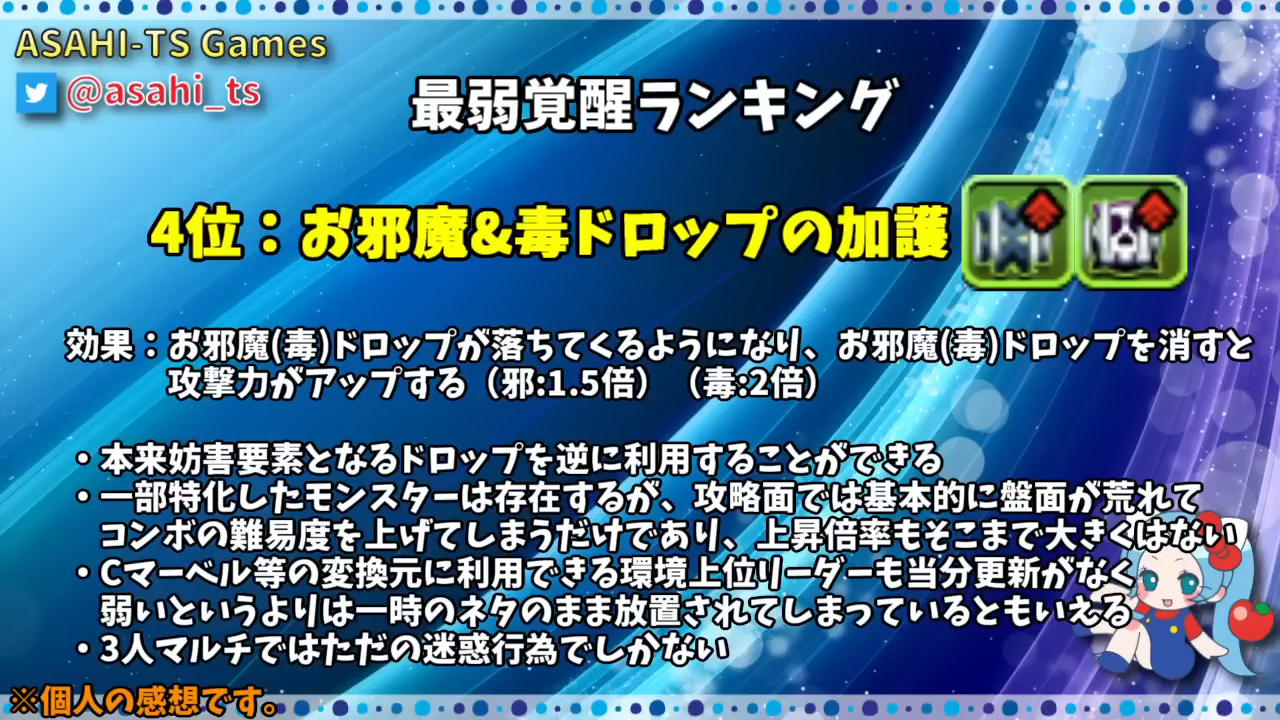 ASAHI-TS Games
@asahi_ts
最弱覚醒ランキング
4位：お邪魔&毒ドロップの加護
効果：お邪魔(毒)ドロップが落ちてくるようになり、お邪魔(毒)ドロップを消すと
攻撃力がアップする（邪:1.5倍）（毒:2倍）
・本来妨害要素となるドロップを逆に利用することができる
・一部特化したモンスターは存在するが、攻略面では基本的に盤面が荒れて
コンボの難易度を上げてしまうだけであり、上昇倍率もそこまで大きくはない
・Cマーベル等の変換元に利用できる環境上位リーダーも当分更新がなく
弱いというよりは一時のネタのまま放置されてしまっているともいえる
・3人マルチではただの迷惑行為でしかない
※個人の感想です。